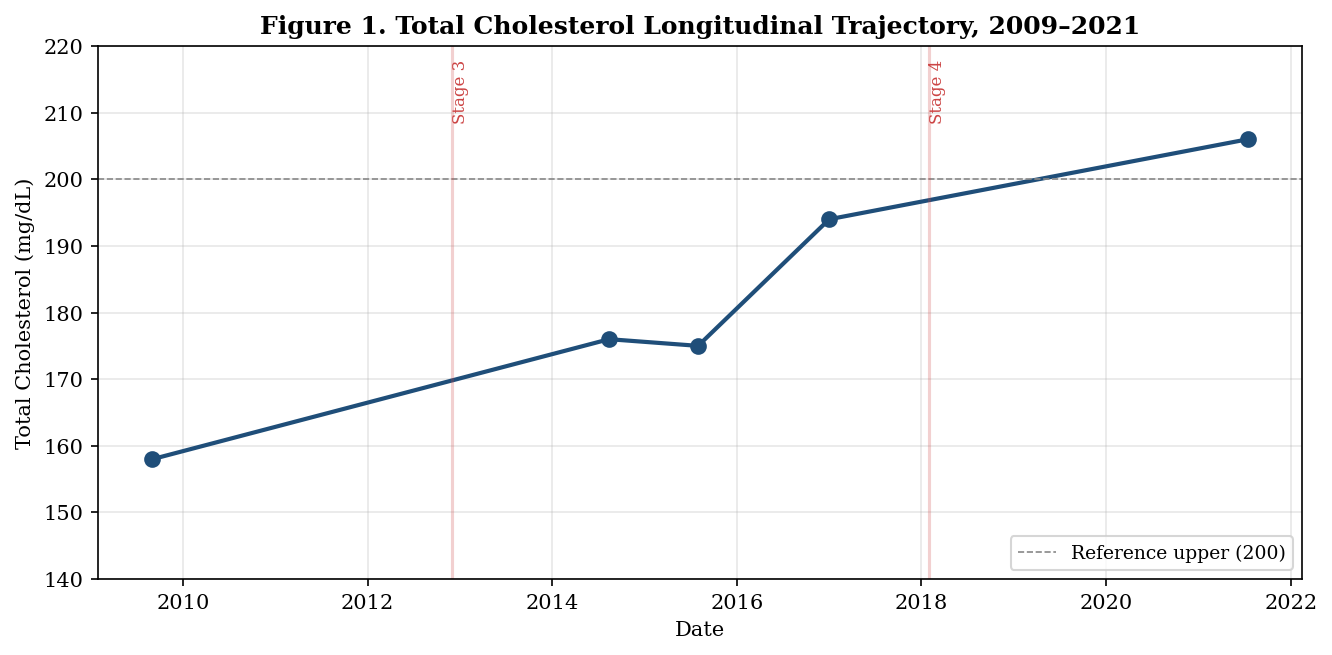 Figure 1. Total Cholesterol Longitudinal Trajectory, 2009–2021
Total Cholesterol (mg/dL)
220
210
200
190
180
170
160
150
140
Stage 3
Stage 4
Reference upper (200)
2010
2012
2014
2016
2018
2020
2022
Date